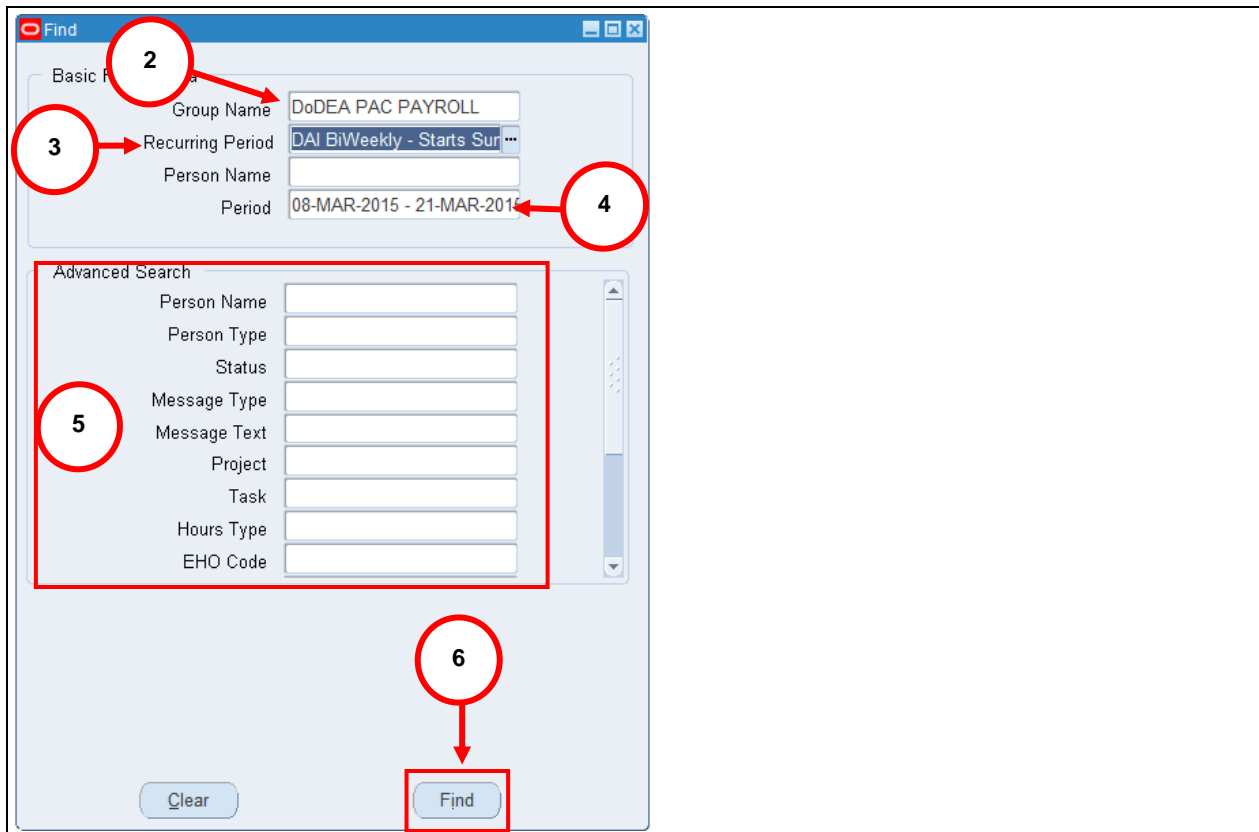 Find
2
Basic F a
Group Name DoDEA PAC PAYROLL
3
Recurring Period DAI BiWeekly - Starts Sun ...
Person Name
Period 08-MAR-2015 - 21-MAR-201
4
Advanced Search
Person Name
Person Type
Status
Message Type
5
Message Text
Project
Task
Hours Type
EHO Code
6
Clear Find